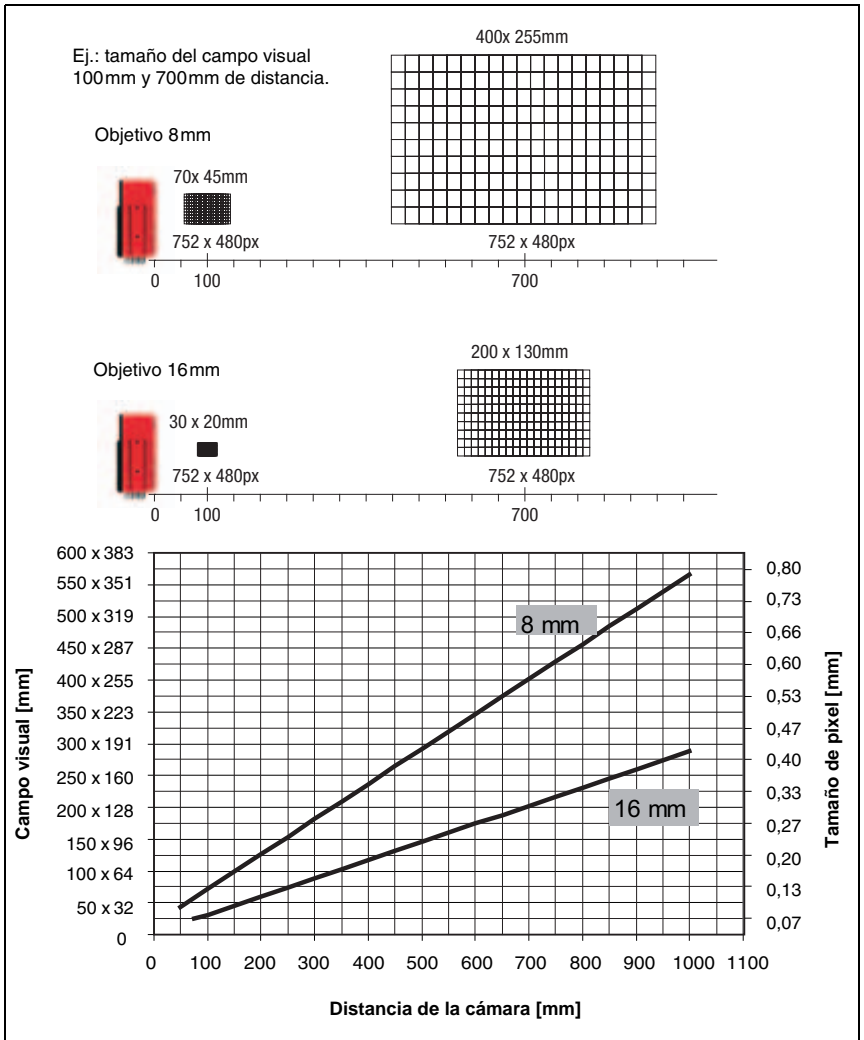 400x 255mm
Ej.: tamaño del campo visual
100mm y 700mm de distancia.
Objetivo 8mm
70x 45mm
752 x 480px
752 x 480px
0 100 700
200 x 130mm
Objetivo 16mm
30 x 20mm
752 x 480px
752 x 480px
0 100 700
600 x 383
550 x 351
500 x 319
450 x 287
400 x 255
350 x 223
300 x 191
250 x 160
200 x 128
150 x 96
100 x 64
50 x 32
0
Campo visual [mm]
8 mm
16 mm
0,80
0,73
0,66
0,60
0,53
0,47
0,40
0,33
0,27
0,20
0,13
0,07
Tamaño de pixel [mm]
0 100 200 300 400 500 600 700 800 900 1000 1100
Distancia de la cámara [mm]